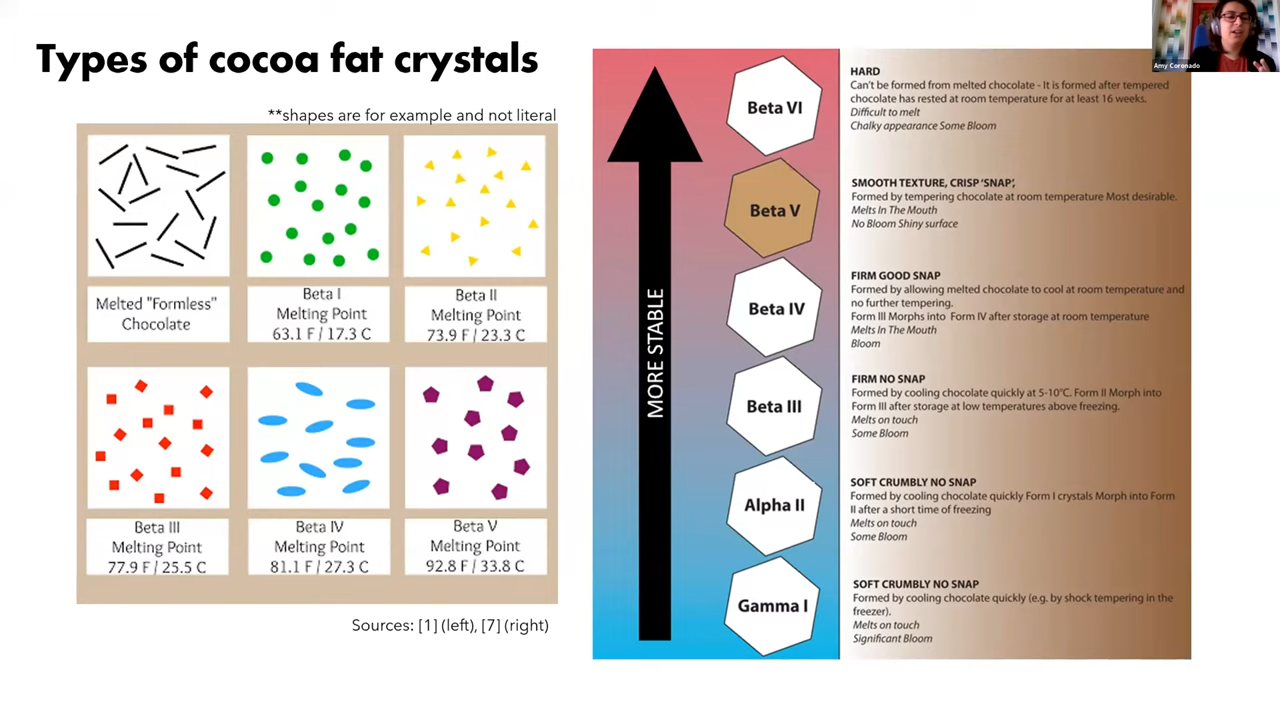 Types of cocoa fat crystals
**shapes are for example and not literal
Melted "Formless"
Chocolate
Beta I
Melting Point
63.1 F / 17.3 C
Beta II
Melting Point
73.9 F / 23.3 C
Beta III
Melting Point
77.9 F / 25.5 C
Beta IV
Melting Point
81.1 F / 27.3 C
Beta V
Melting Point
92.8 F / 33.8 C
Sources: [1] (left), [7] (right)
MORE STABLE
Beta VI
HARD
Can't be formed from melted chocolate - It is formed after tempered
chocolate has rested at room temperature for at least 16 weeks.
Difficult to melt
Chalky appearance Some Bloom
Beta V
SMOOTH TEXTURE, CRISP 'SNAP',
Formed by tempering chocolate at room temperature Most desirable.
Melts In The Mouth
No Bloom Shiny surface
Beta IV
FIRM GOOD SNAP
Formed by allowing melted chocolate to cool at room temperature and
no further tempering.
Form III Morphs into Form IV after storage at room temperature
Melts In The Mouth
Bloom
Beta III
FIRM NO SNAP
Formed by cooling chocolate quickly at 5-10°C. Form II Morph into
Form III after storage at low temperatures above freezing.
Melts on touch
Some Bloom
Alpha II
SOFT CRUMBLY NO SNAP
Formed by cooling chocolate quickly Form I crystals Morph into Form
II after a short time of freezing
Melts on touch
Some Bloom
Gamma I
SOFT CRUMBLY NO SNAP
Formed by cooling chocolate quickly (e.g. by shock tempering in the
freezer).
Melts on touch
Significant Bloom
Amy Coronado